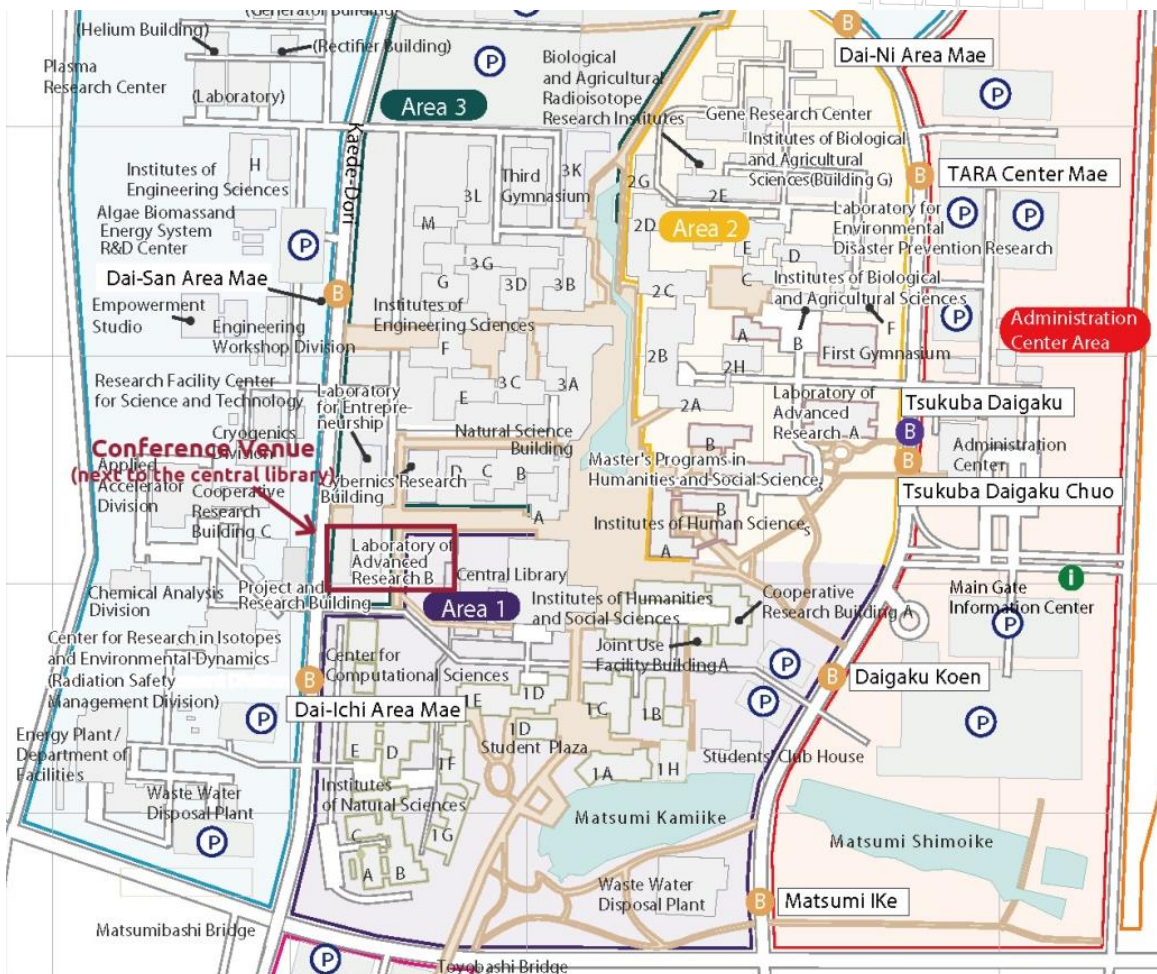 (Generator Building)
(Helium Building)
(Rectifier Building)
Plasma
Research Center
(Laboratory)
P
Area 3
Kaede-Dori
Biological
and Agricultural
Radioisotope
Research Institutes
B
Dai-Ni Area Mae
P
Gene Research Center
Institutes of Biological
and Agricultural
Sciences(Building G)
B
TARA Center Mae
P
P
Institutes of
Engineering Sciences
H
Third
Gymnasium
3K
3L
M
2G
2E
2D
Area 2
Laboratory for
Environmental
Disaster Prevention Research
Algae Biomassand
Energy System
R&D Center
P
Dai-San Area Mae
B
3G
G
3D
3B
E
D
C
2C
Institutes of Biological
and Agricultural Sciences
P
Administration
Center Area
Empowerment
Studio
Engineering
Workshop Division
Institutes of
Engineering Sciences
F
3C
3A
E
A
B
F
2B
2H
First Gymnasium
Research Facility Center
for Science and Technology
Laboratory
for Entrepre-
neurship
2A
Laboratory of
Advanced
Research A
Tsukuba Daigaku
B
B
Administration
Center
Tsukuba Daigaku Chuo
Cryogenics
Division
Conference Venue
(next to the central library)
Natural Science
Building
Cybernics Research
Building
D
C
B
A
B
Master's Programs in
Humanities and Social Sciences
Applied
Accelerator
Division
Cooperative
Research
Building C
B
Institutes of Human Sciences
A
Laboratory of
Advanced
Research B
Central Library
Area 1
Project and
Research Building
Chemical Analysis
Division
Institutes of Humanities
and Social Sciences
Cooperative
Research Building A
Joint Use
Facility Building A
i
Main Gate
Information Center
P
Center for Research in Isotopes
and Environmental Dynamics
(Radiation Safety
Management Division)
P
B
Dai-Ichi Area Mae
Center for
Computational Sciences
1E
1D
1D
1C
1B
P
P
B
Daigaku Koen
P
Energy Plant /
Department of
Facilities
E
D
1F
Student Plaza
1A
1H
Students' Club House
Institutes
of Natural Sciences
Waste Water
Disposal Plant
P
C
1G
A
B
Matsumi Kamiike
Matsumi Shimoike
Waste Water
Disposal Plant
B
Matsumi IKe
Matsumibashi Bridge
P
Toyobashi Bridge